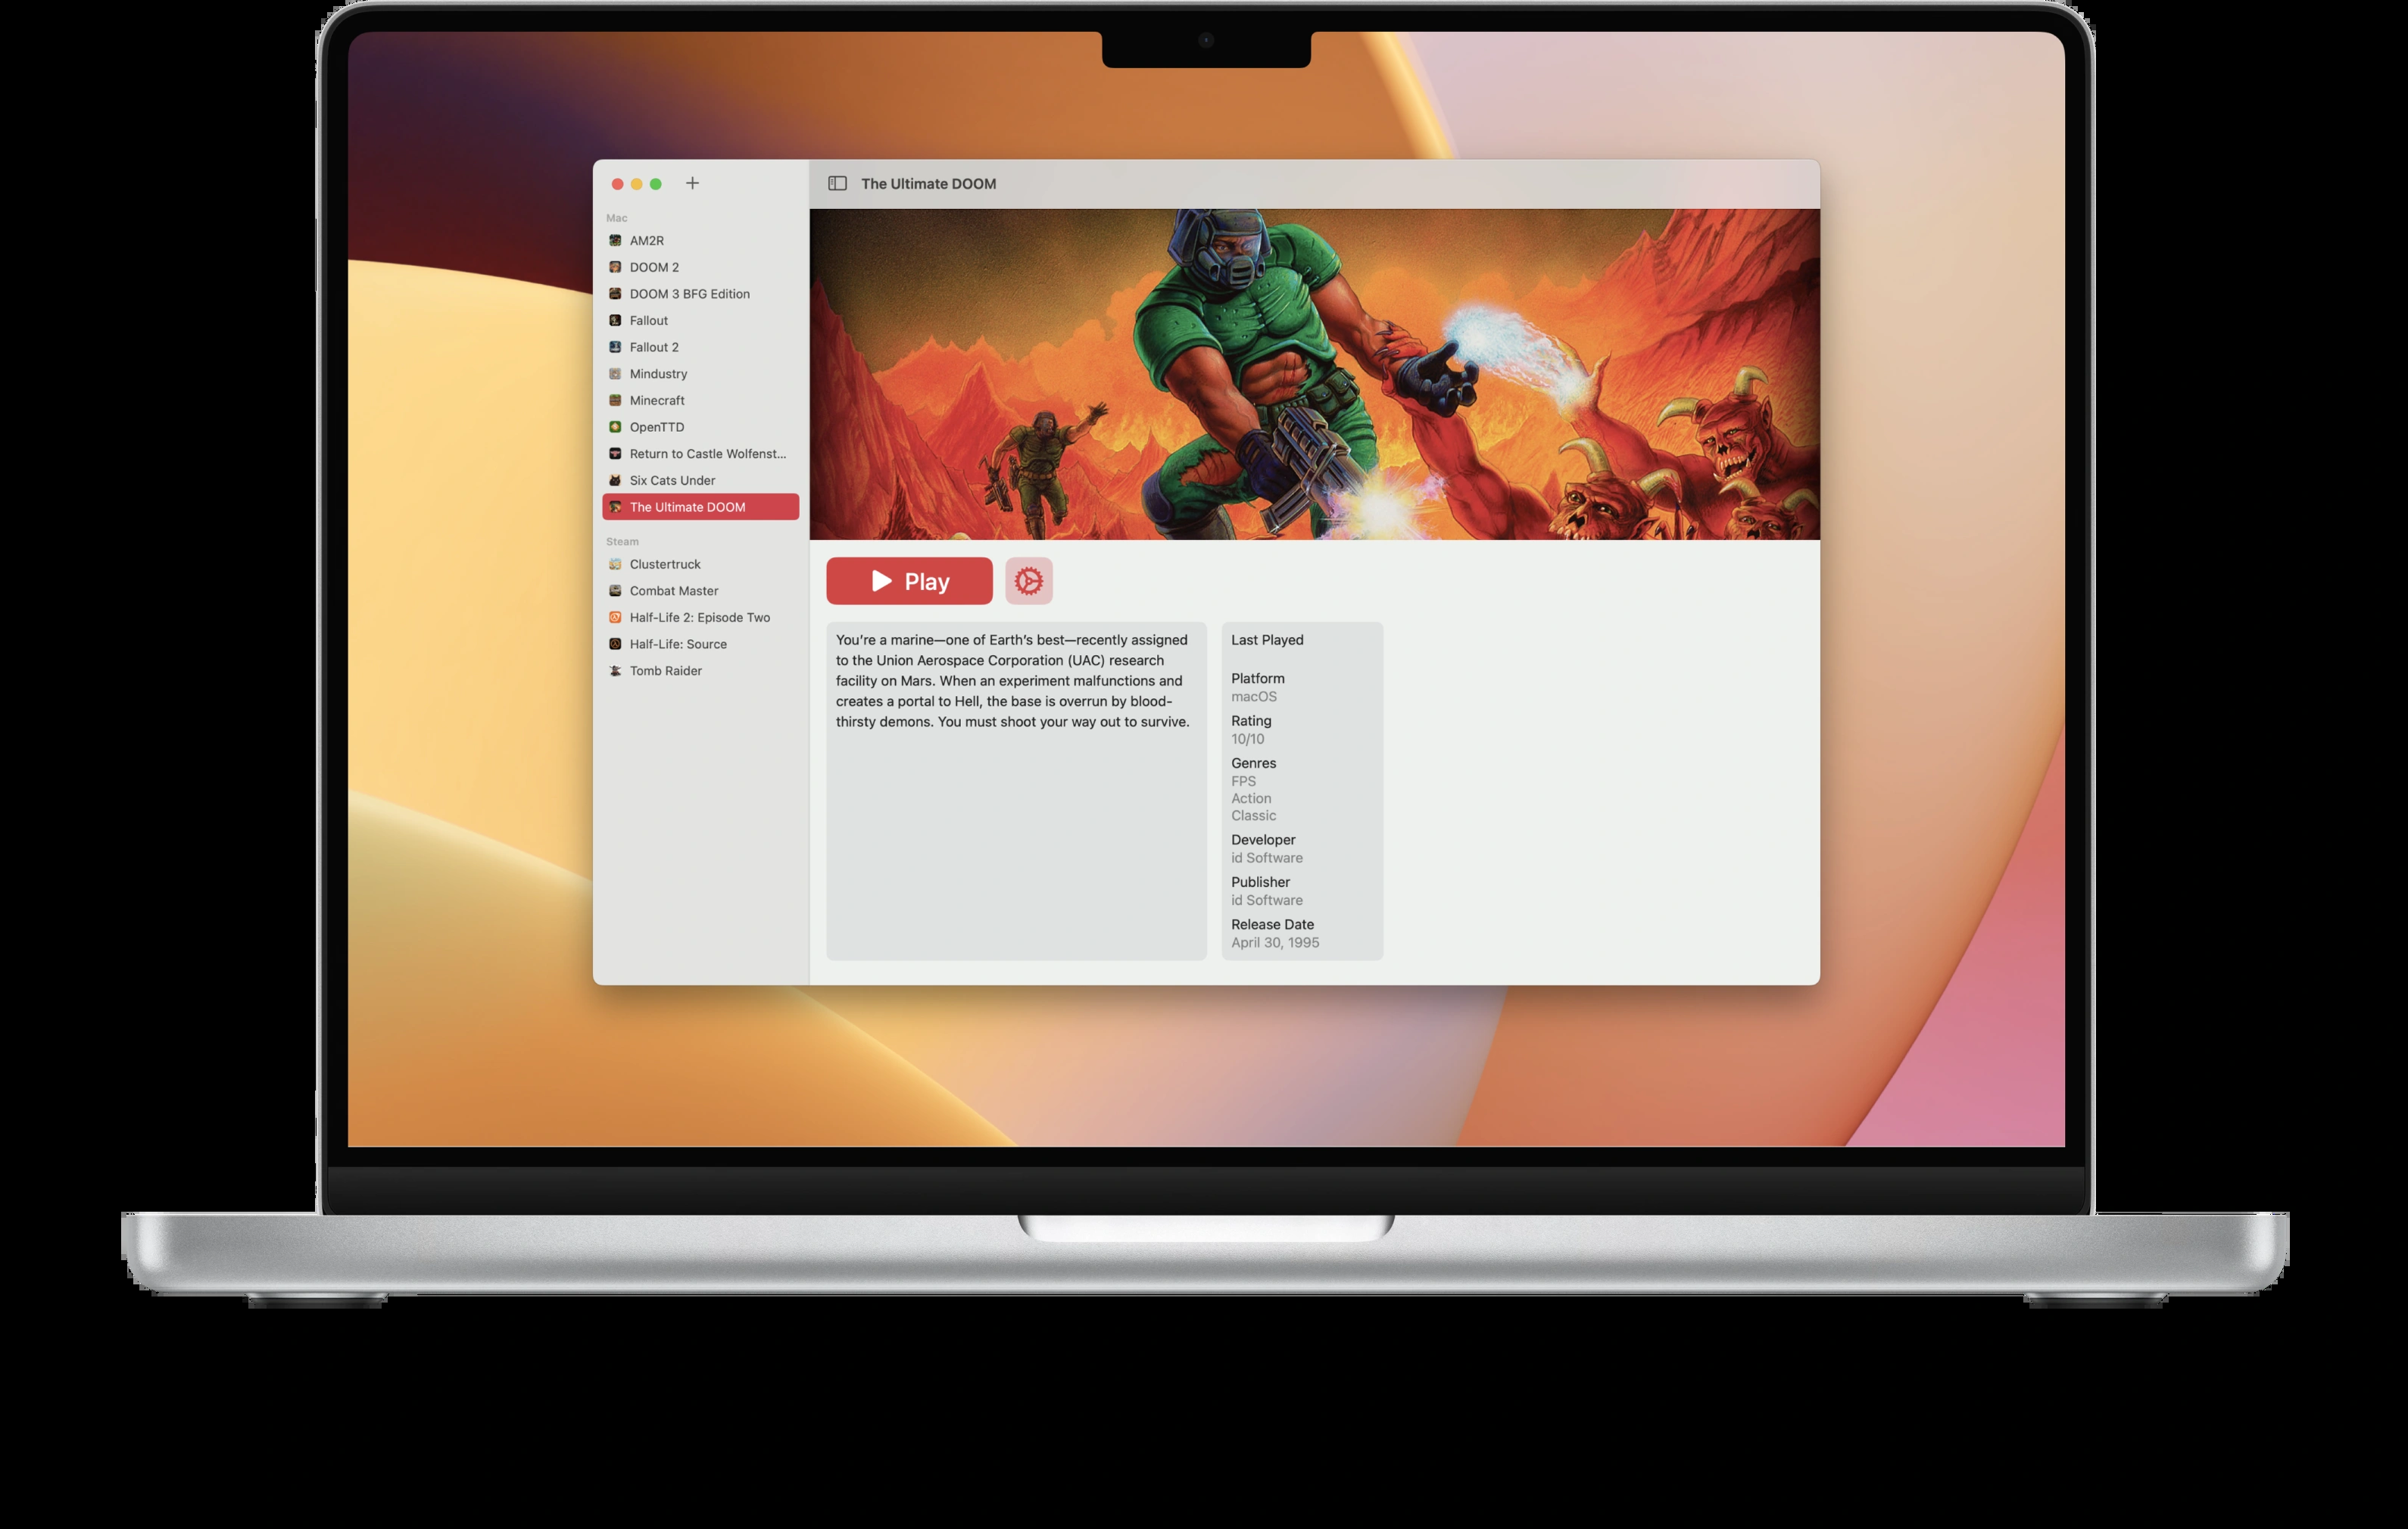 The Ultimate DOOM
Mac
AM2R
DOOM 2
DOOM 3 BFG Edition
Fallout
Fallout 2
Mindustry
Minecraft
OpenTTD
Return to Castle Wolfenst...
Six Cats Under
The Ultimate DOOM
Steam
Clustertruck
Combat Master
Half-Life 2: Episode Two
Half-Life: Source
Tomb Raider
Play
You’re a marine—one of Earth’s best—recently assigned
to the Union Aerospace Corporation (UAC) research
facility on Mars. When an experiment malfunctions and
creates a portal to Hell, the base is overrun by blood-
thirsty demons. You must shoot your way out to survive.
Last Played
Platform
macOS
Rating
10/10
Genres
FPS
Action
Classic
Developer
id Software
Publisher
id Software
Release Date
April 30, 1995